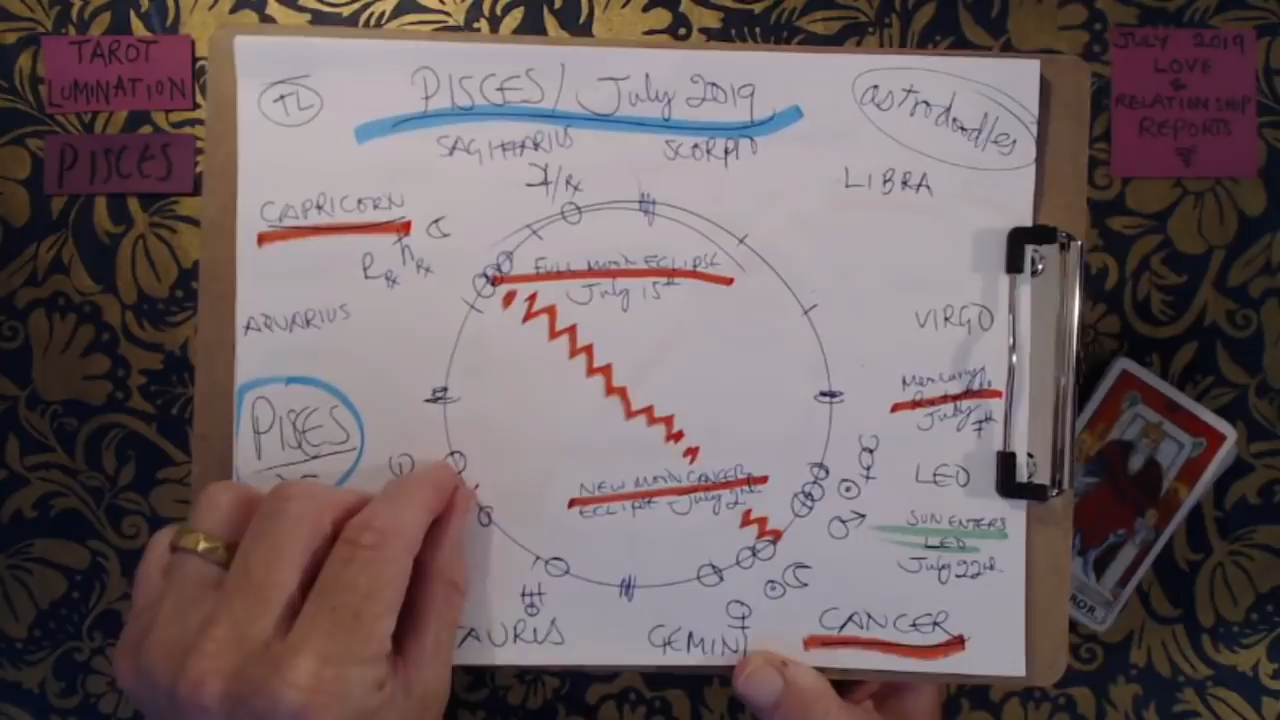 TAROT
LUMINATION
PISCES
JULY 2019
LOVE
&
RELATIONSHIP
REPORTS
TL
PISCES / July 2019
astrodoodles
SAGITTARIUS
SCORPIO
LIBRA
CAPRICORN
FULL MOON ECLIPSE
July 15th
AQUARIUS
VIRGO
Mercury
July
7th
PISCES
LEO
NEW MOON CANCER
ECLIPSE July 2nd
SUN ENTERS
LEO
July 22nd
TAURUS
GEMINI
CANCER